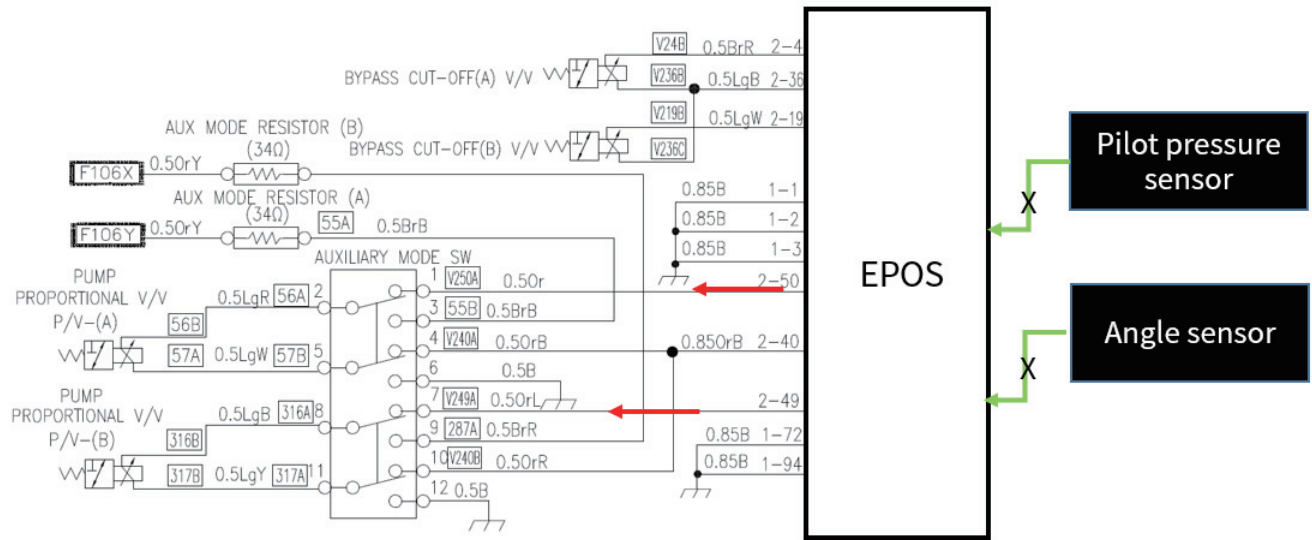 V24B 0.5BrR 2-4
BYPASS CUT-OFF(A) V/V V236B 0.5LgB 2-36
V219B 0.5LgW 2-19
BYPASS CUT-OFF(B) V/V V236C
AUX MODE RESISTOR (B)
(34Ω)
F106X 0.5OrY
AUX MODE RESISTOR (A)
(34Ω)
F106Y 0.5OrY 55A 0.5BrB
0.85B 1-1
0.85B 1-2
0.85B 1-3
AUXILIARY MODE SW
1 V250A 0.5Or 2-50
PUMP
PROPORTIONAL V/V
P/V-(A)
0.5LgR 56A 2
56B
3 55B 0.5BrB
4 V240A 0.5OrB 0.85OrB 2-40
57A 0.5LgW 57B 5
6 0.5B
PUMP
PROPORTIONAL V/V
P/V-(B)
7 V249A 0.5OrL 2-49
0.5LgB 316A 8
316B
9 287A 0.5BrR
0.85B 1-72
10 V240B 0.5OrR
0.85B 1-94
317B 0.5LgY 317A 11
12 0.5B
EPOS
Pilot pressure
sensor
X
Angle sensor
X